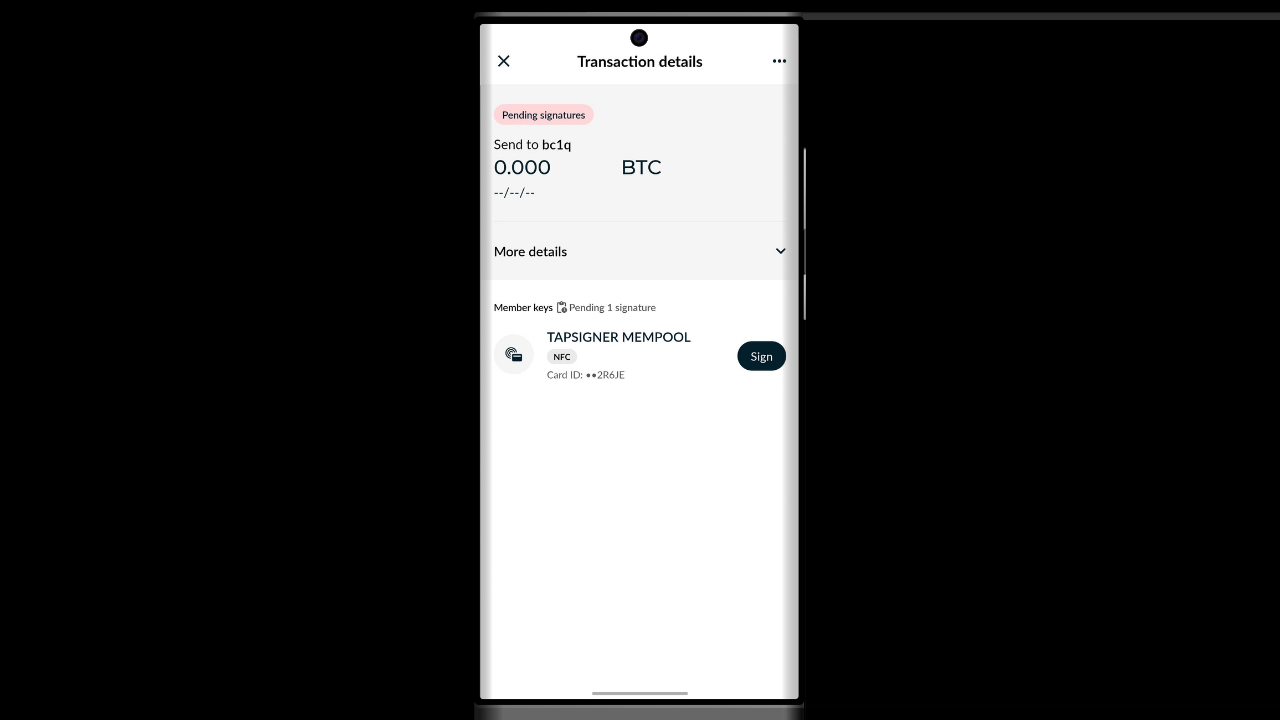 Transaction details
Pending signatures
Send to bc1q
0.000 BTC
--/--/--
More details
Member keys Pending 1 signature
TAPSIGNER MEMPOOL
NFC
Sign
Card ID: ••2R6JE